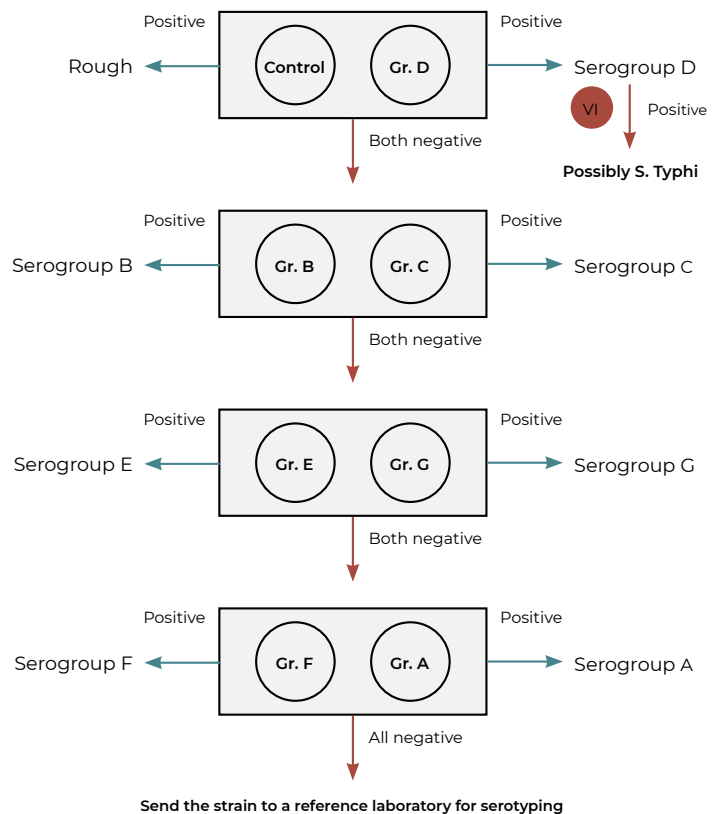 Positive
Positive
Rough
Control
Gr. D
Serogroup D
VI
Positive
Both negative
Possibly S. Typhi
Positive
Positive
Serogroup B
Gr. B
Gr. C
Serogroup C
Both negative
Positive
Positive
Serogroup E
Gr. E
Gr. G
Serogroup G
Both negative
Positive
Positive
Serogroup F
Gr. F
Gr. A
Serogroup A
All negative
Send the strain to a reference laboratory for serotyping